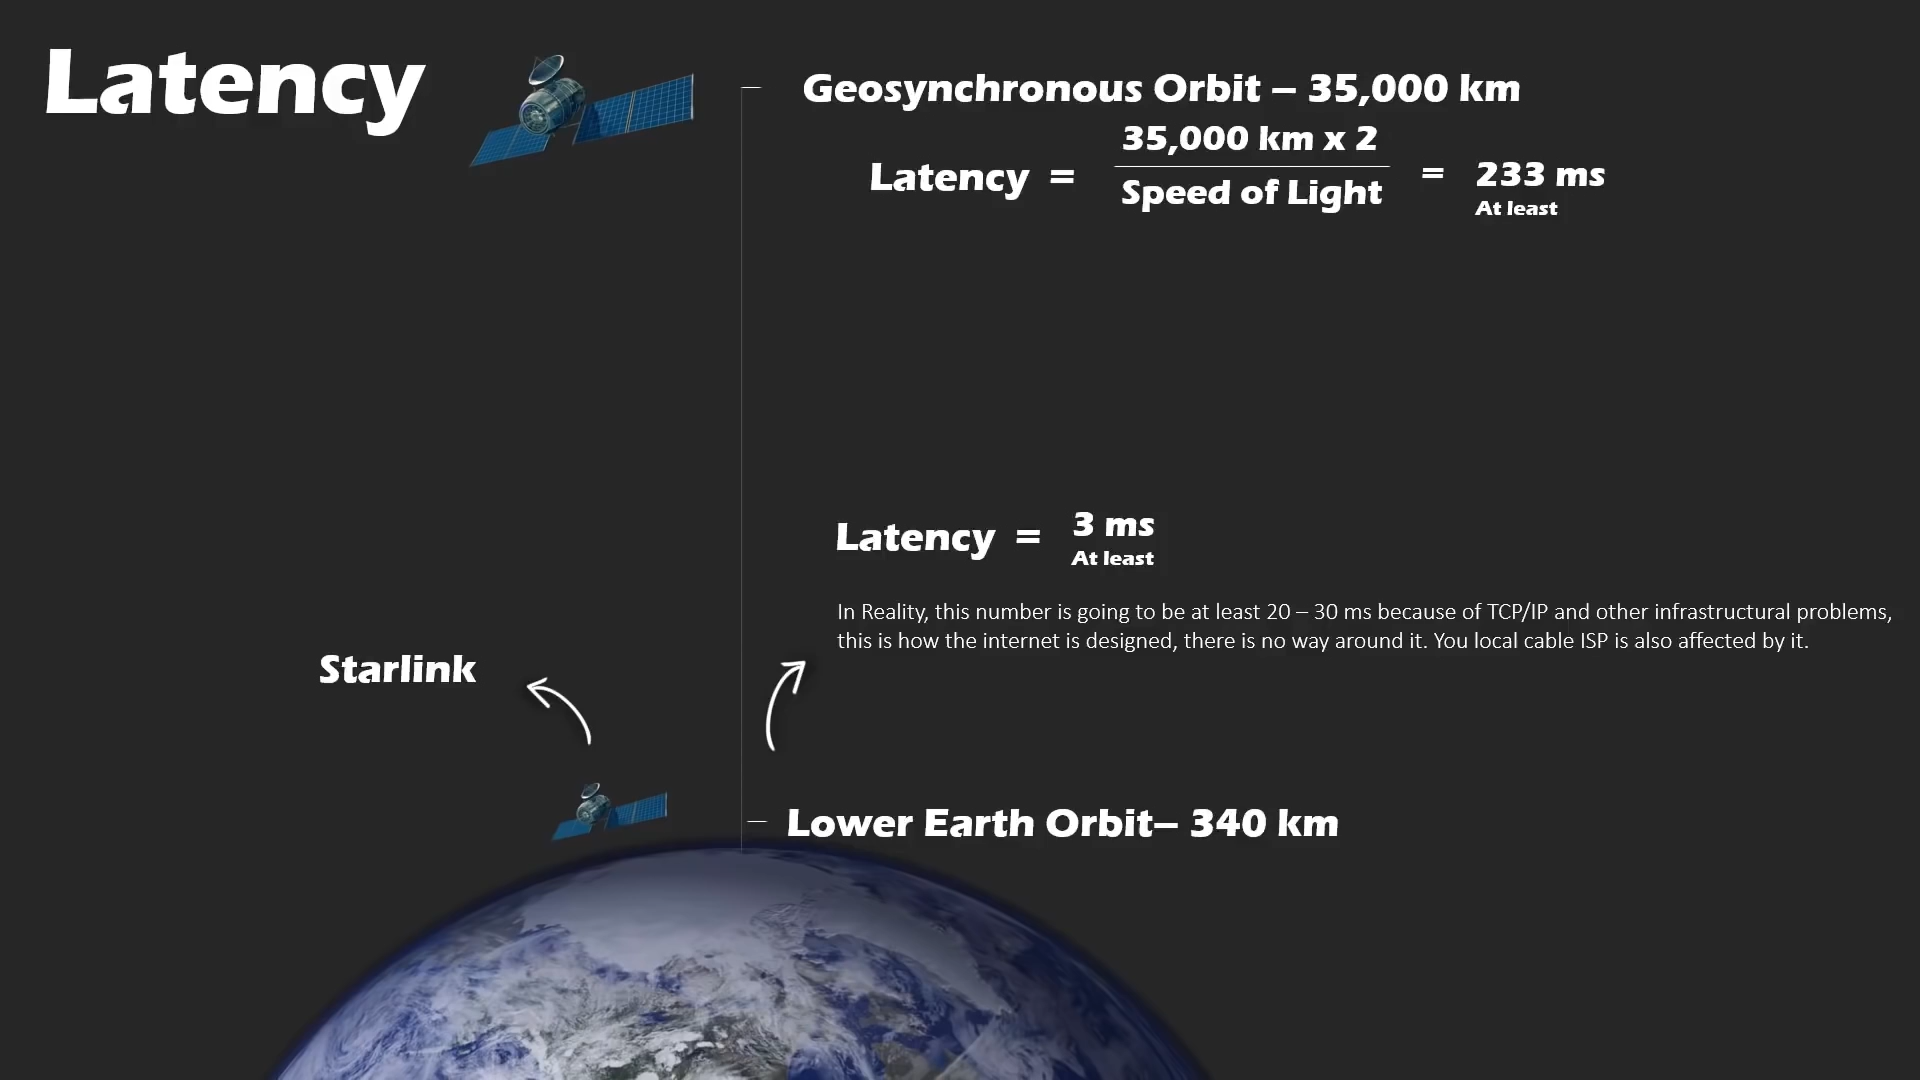 Latency
Geosynchronous Orbit – 35,000 km
Latency = 35,000 km x 2 = 233 ms
Speed of Light
At least
Latency = 3 ms
At least
In Reality, this number is going to be at least 20 – 30 ms because of TCP/IP and other infrastructural problems,
this is how the internet is designed, there is no way around it. You local cable ISP is also affected by it.
Starlink
Lower Earth Orbit– 340 km